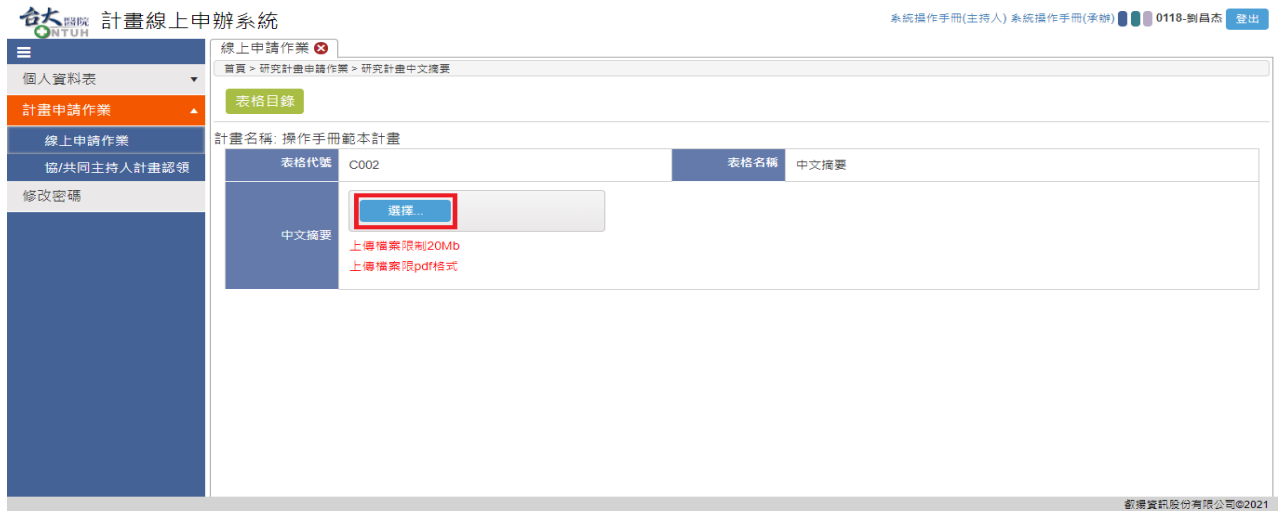 台大醫院 NTUH 計畫線上申辦系統
系統操作手冊(主持人) 系統操作手冊(承辦) 0118-劉昌杰 登出
線上申請作業
首頁 > 研究計畫申請作業 > 研究計畫中文摘要
個人資料表
計畫申請作業
線上申請作業
協/共同主持人計畫認領
修改密碼
表格目錄
計畫名稱: 操作手冊範本計畫
表格代號 C002 表格名稱 中文摘要
中文摘要
選擇...
上傳檔案限制20Mb
上傳檔案限pdf格式
叡揚資訊股份有限公司©2021